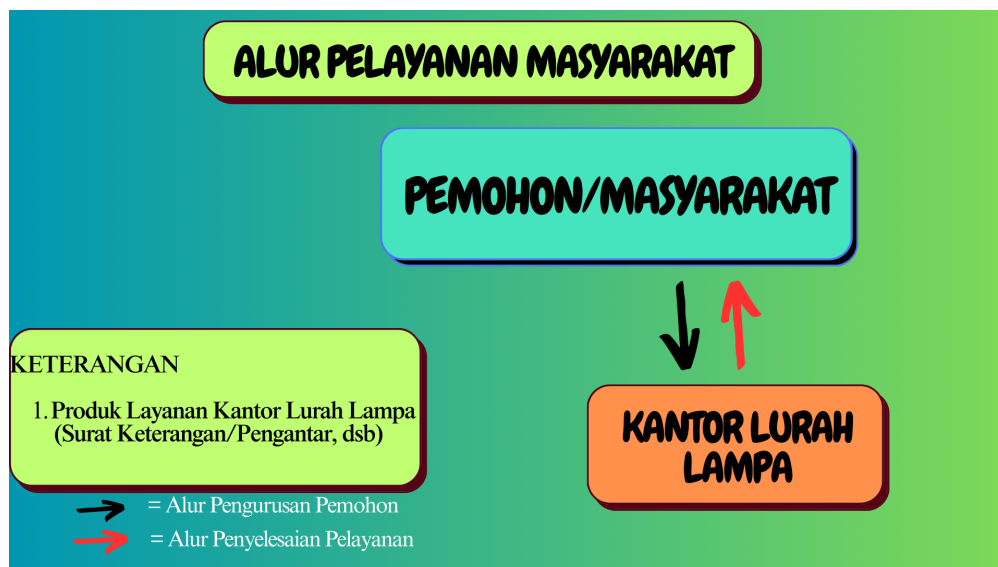 ALUR PELAYANAN MASYARAKAT
PEMOHON/MASYARAKAT
KETERANGAN
1. Produk Layanan Kantor Lurah Lampa
(Surat Keterangan/Pengantar, dsb)
KANTOR LURAH
LAMPA
= Alur Pengurusan Pemohon
= Alur Penyelesaian Pelayanan